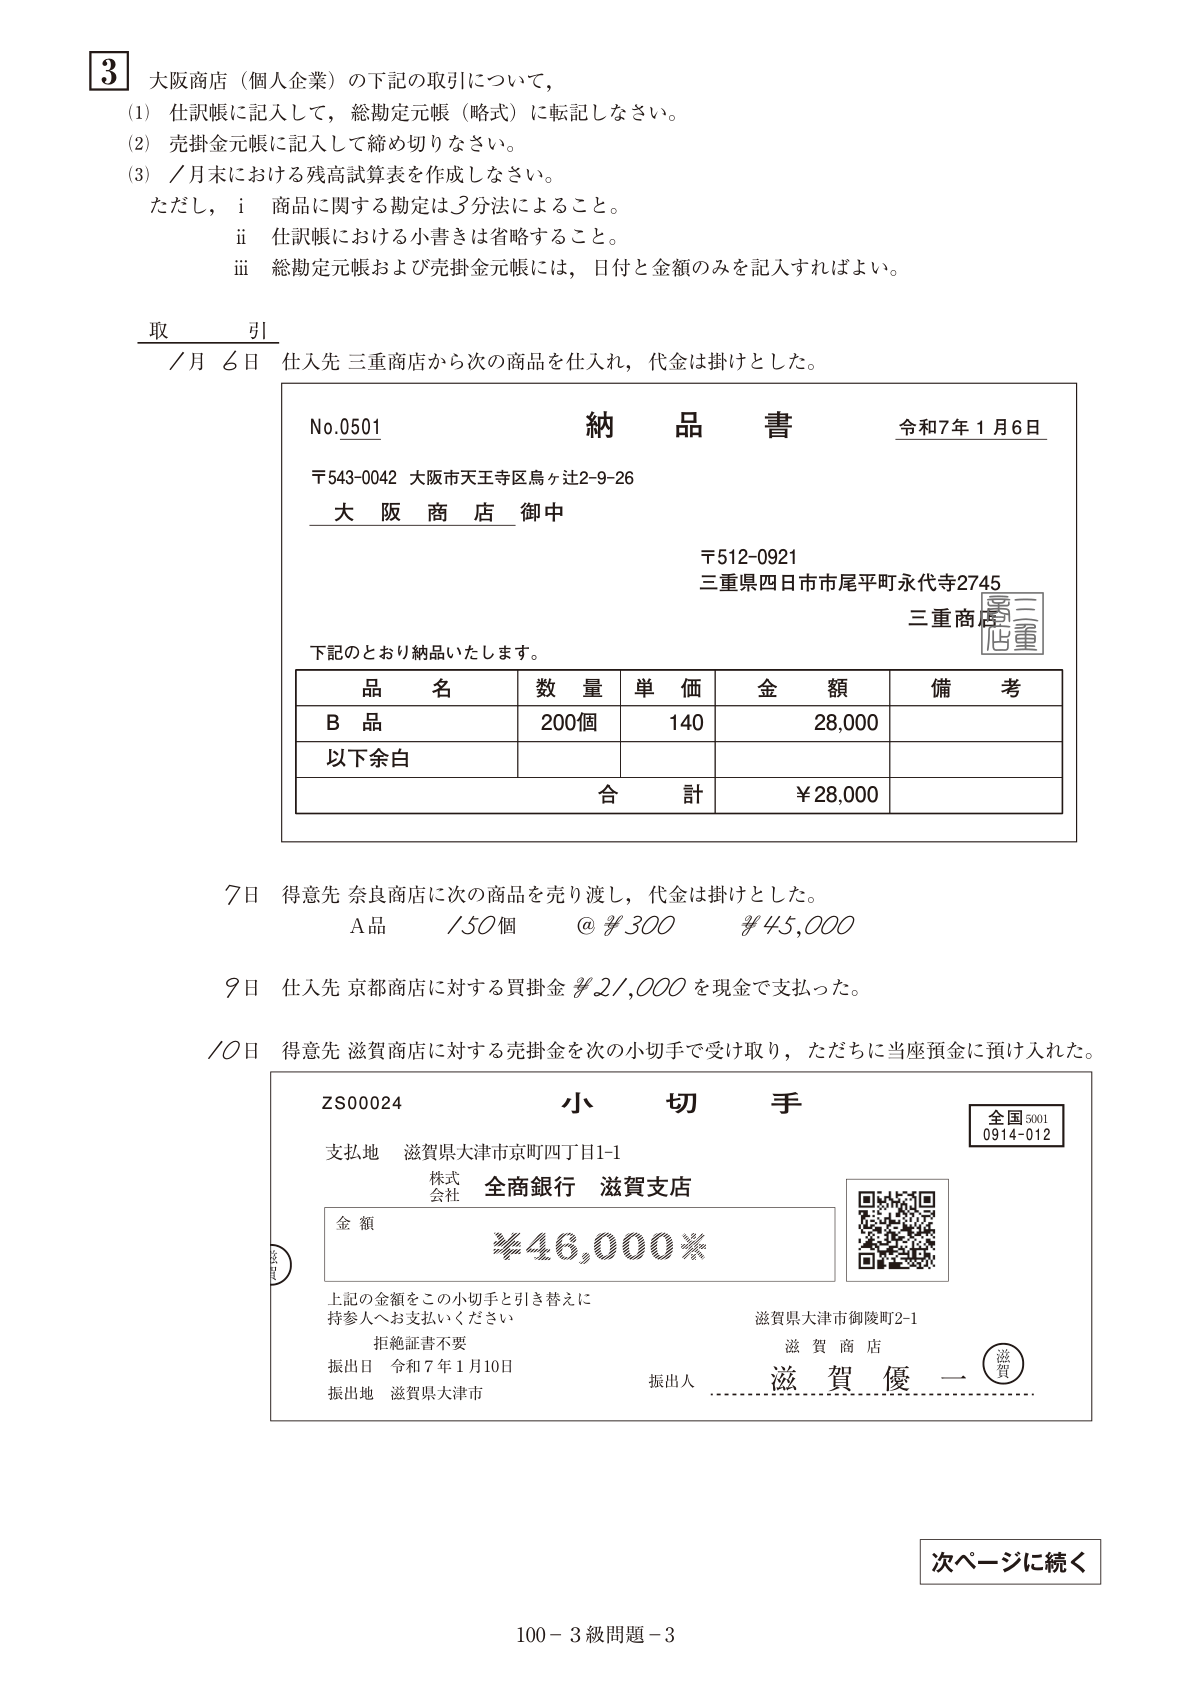 3 大阪商店（個人企業）の下記の取引について，
(1) 仕訳帳に記入して，総勘定元帳（略式）に転記しなさい。
(2) 売掛金元帳に記入して締め切りなさい。
(3) 1月末における残高試算表を作成しなさい。
ただし， ⅰ 商品に関する勘定は3分法によること。
ⅱ 仕訳帳における小書きは省略すること。
ⅲ 総勘定元帳および売掛金元帳には，日付と金額のみを記入すればよい。
取 引
1月 6日 仕入先 三重商店から次の商品を仕入れ，代金は掛けとした。
No.0501 納 品 書 令和7年1月6日
〒543-0042 大阪市天王寺区烏ヶ辻2-9-26
大 阪 商 店 御中
〒512-0921
三重県四日市市尾平町永代寺2745
三重商店 三重商店
下記のとおり納品いたします。
品 名 数 量 単 価 金 額 備 考
B 品 200個 140 28,000
以下余白
合 計 ￥28,000
7日 得意先 奈良商店に次の商品を売り渡し，代金は掛けとした。
A品 150個 @￥300 ￥45,000
9日 仕入先 京都商店に対する買掛金￥21,000を現金で支払った。
10日 得意先 滋賀商店に対する売掛金を次の小切手で受け取り，ただちに当座預金に預け入れた。
ZS00024 小 切 手
全国 5001
0914-012
支払地 滋賀県大津市京町四丁目1-1
株式会社 全商銀行 滋賀支店
金 額
￥46,000※
滋賀
上記の金額をこの小切手と引き替えに
持参人へお支払いください
拒絶証書不要
振出日 令和7年1月10日
振出地 滋賀県大津市
滋賀県大津市御陵町2-1
滋 賀 商 店
振出人 滋 賀 優 一 滋賀
次ページに続く
100－3級問題－3